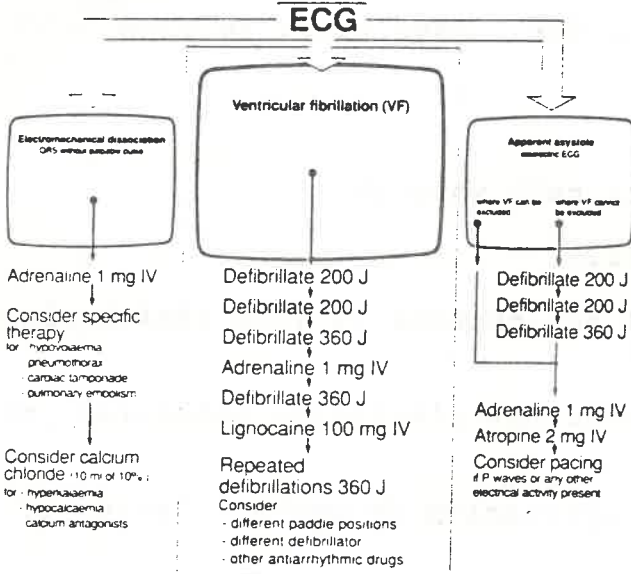 ECG
Electromechanical dissociation
QRS without palpable pulse
Adrenaline 1 mg IV
Consider specific
therapy
for · hypovolaemia
· pneumothorax
· cardiac tamponade
· pulmonary embolism
Consider calcium
chloride (10 ml of 10%)
for · hyperkalaemia
· hypocalcaemia
calcium antagonists
Ventricular fibrillation (VF)
Defibrillate 200 J
Defibrillate 200 J
Defibrillate 360 J
Adrenaline 1 mg IV
Defibrillate 360 J
Lignocaine 100 mg IV
Repeated
defibrillations 360 J
Consider
- different paddle positions
- different defibrillator
- other antiarrhythmic drugs
Apparent asystole
ECG
where VF can be
excluded
where VF cannot
be excluded
Defibrillate 200 J
Defibrillate 200 J
Defibrillate 360 J
Adrenaline 1 mg IV
Atropine 2 mg IV
Consider pacing
if P waves or any other
electrical activity present